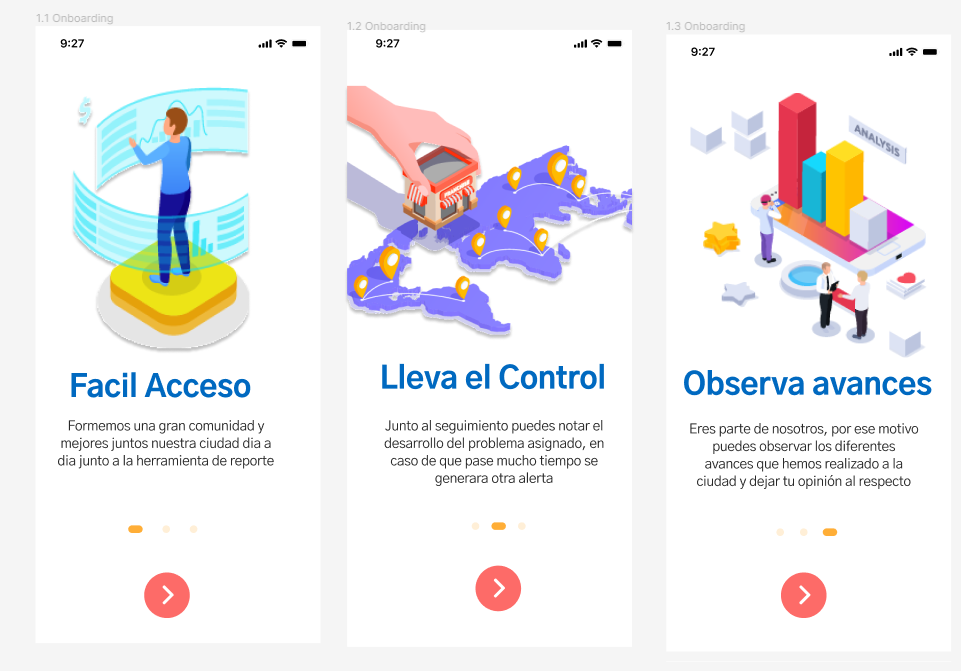 1.1 Onboarding
9:27
Facil Acceso
Formemos una gran comunidad y
mejores juntos nuestra ciudad dia a
dia junto a la herramienta de reporte
1.2 Onboarding
9:27
Lleva el Control
Junto al seguimiento puedes notar el
desarrollo del problema asignado, en
caso de que pase mucho tiempo se
generara otra alerta
1.3 Onboarding
9:27
ANALYSIS
Observa avances
Eres parte de nosotros, por ese motivo
puedes observar los diferentes
avances que hemos realizado a la
ciudad y dejar tu opinión al respecto